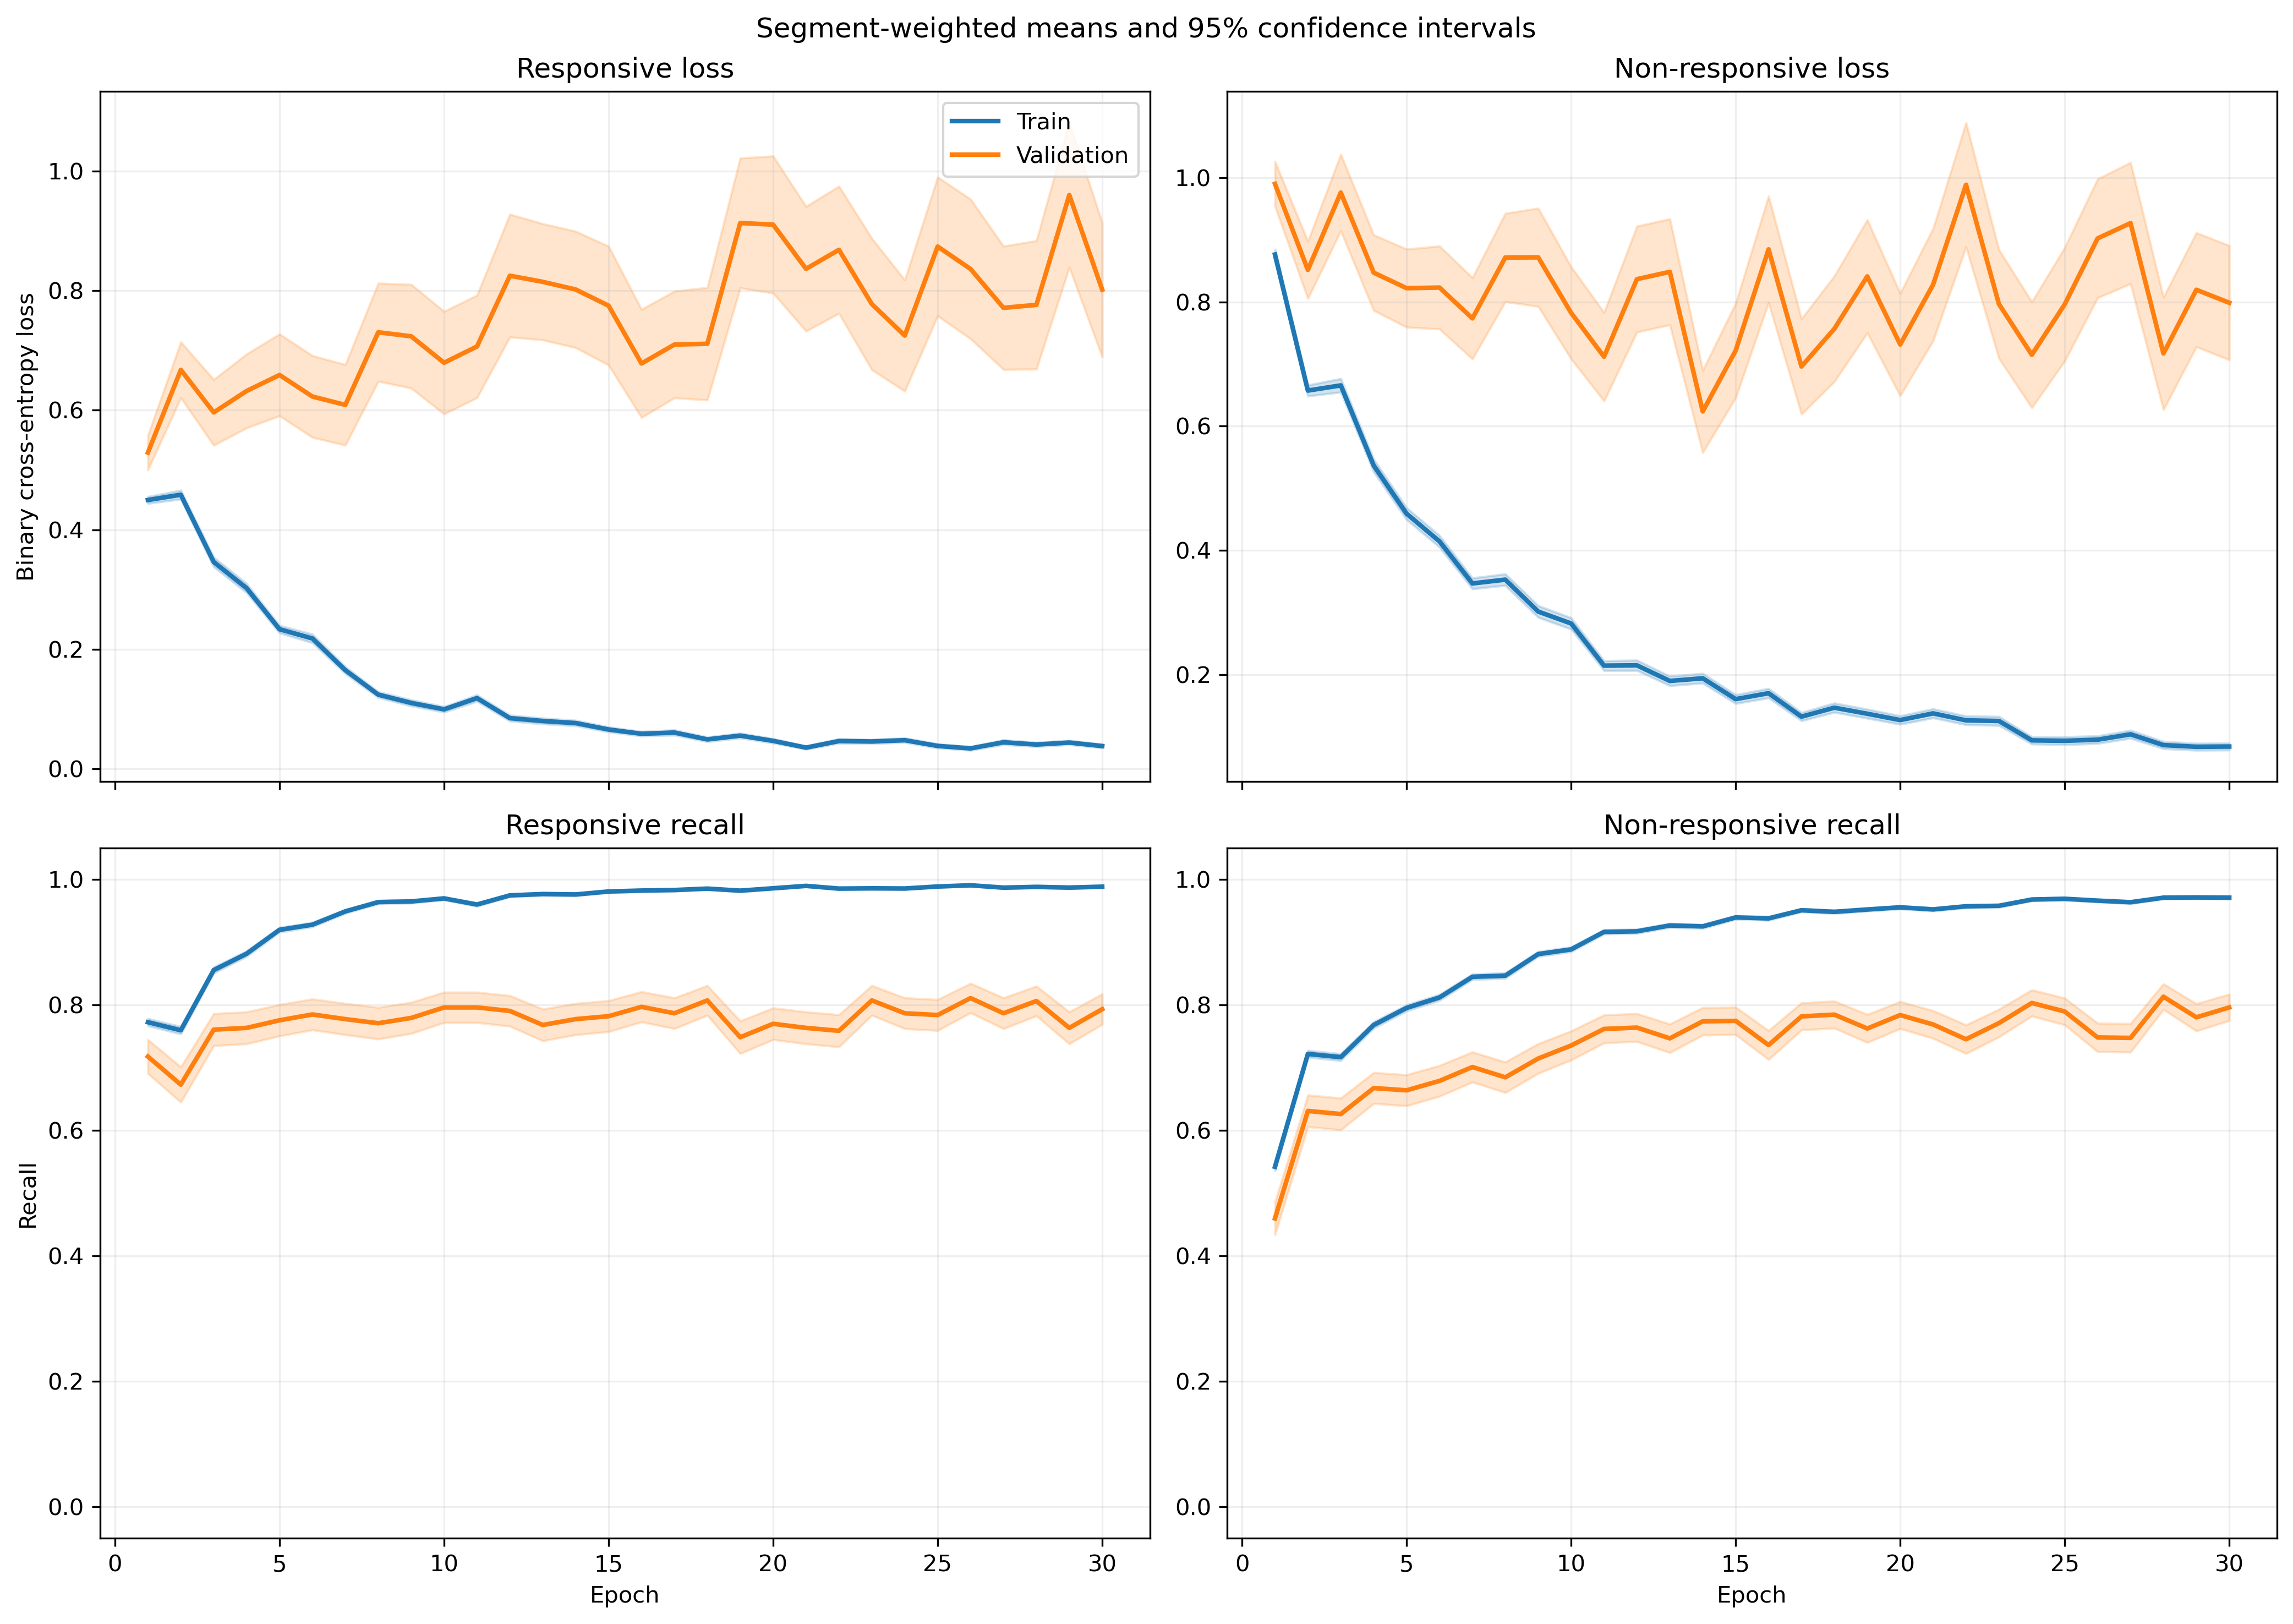 Segment-weighted means and 95% confidence intervals
Responsive loss
Non-responsive loss
Train
Validation
Binary cross-entropy loss
1.0
0.8
0.6
0.4
0.2
0.0
1.0
0.8
0.6
0.4
0.2
Responsive recall
Non-responsive recall
Recall
1.0
0.8
0.6
0.4
0.2
0.0
0 5 10 15 20 25 30
Epoch
1.0
0.8
0.6
0.4
0.2
0.0
0 5 10 15 20 25 30
Epoch